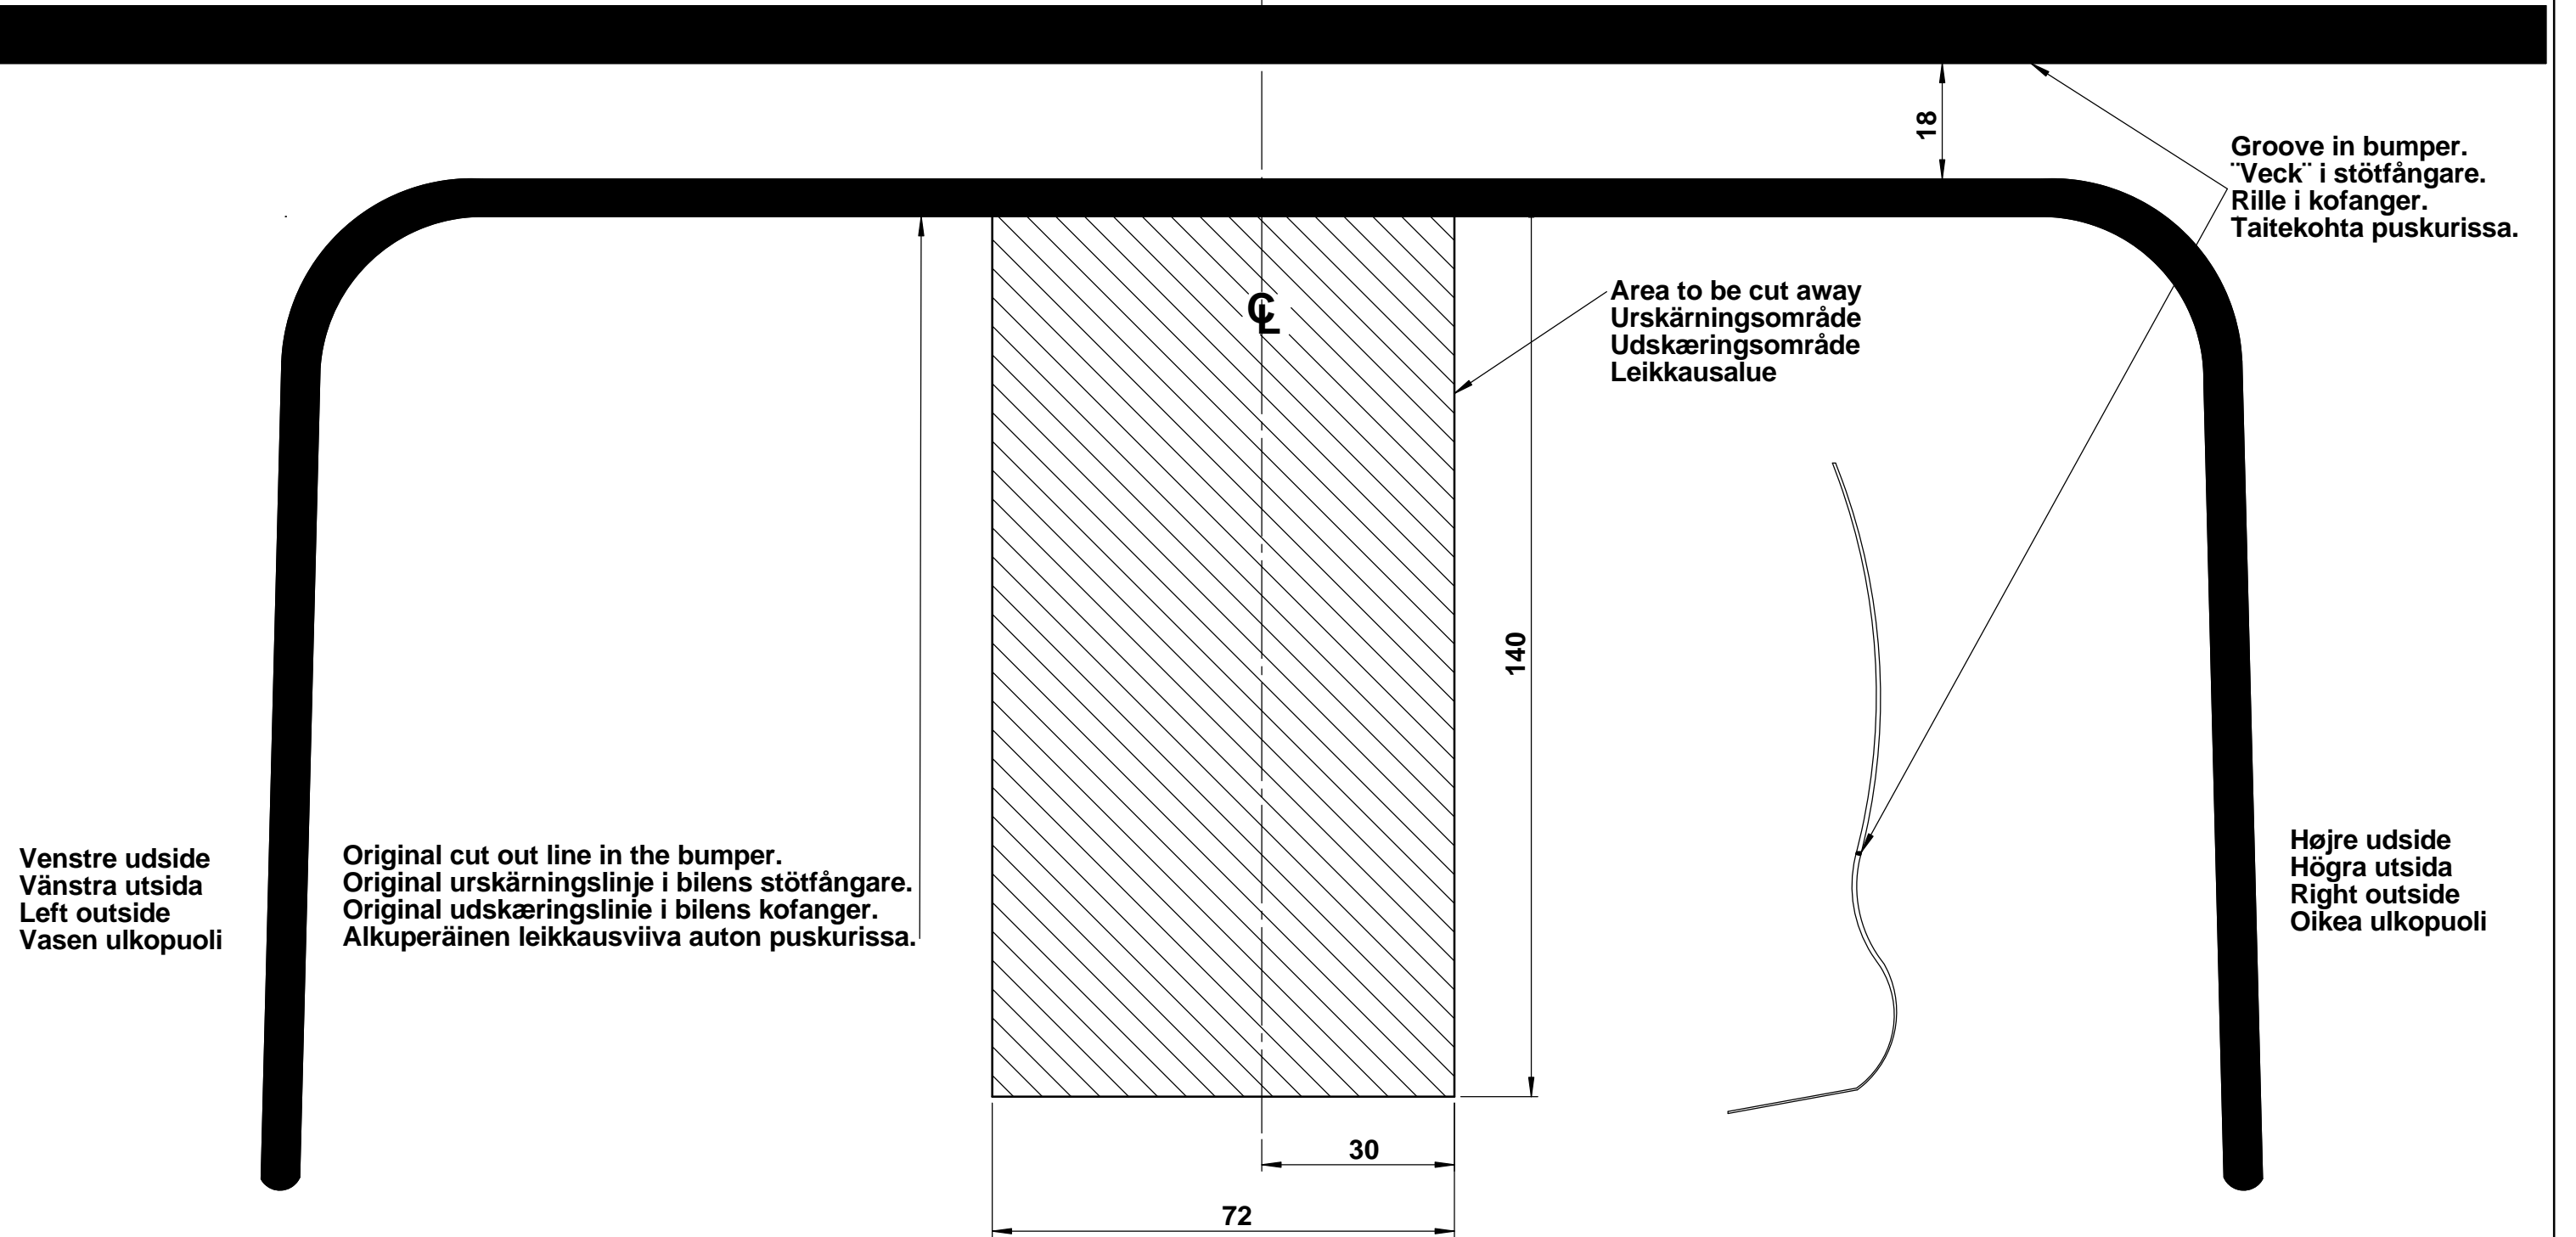 18
Groove in bumper.
¨Veck¨ i stötfångare.
Rille i kofanger.
Taitekohta puskurissa.
Area to be cut away
Urskärningsområde
Udskæringsområde
Leikkausalue
CL
140
Venstre udside
Vänstra utsida
Left outside
Vasen ulkopuoli
Original cut out line in the bumper.
Original urskärningslinje i bilens stötfångare.
Original udskæringslinie i bilens kofanger.
Alkuperäinen leikkausviiva auton puskurissa.
Højre udside
Högra utsida
Right outside
Oikea ulkopuoli
30
72